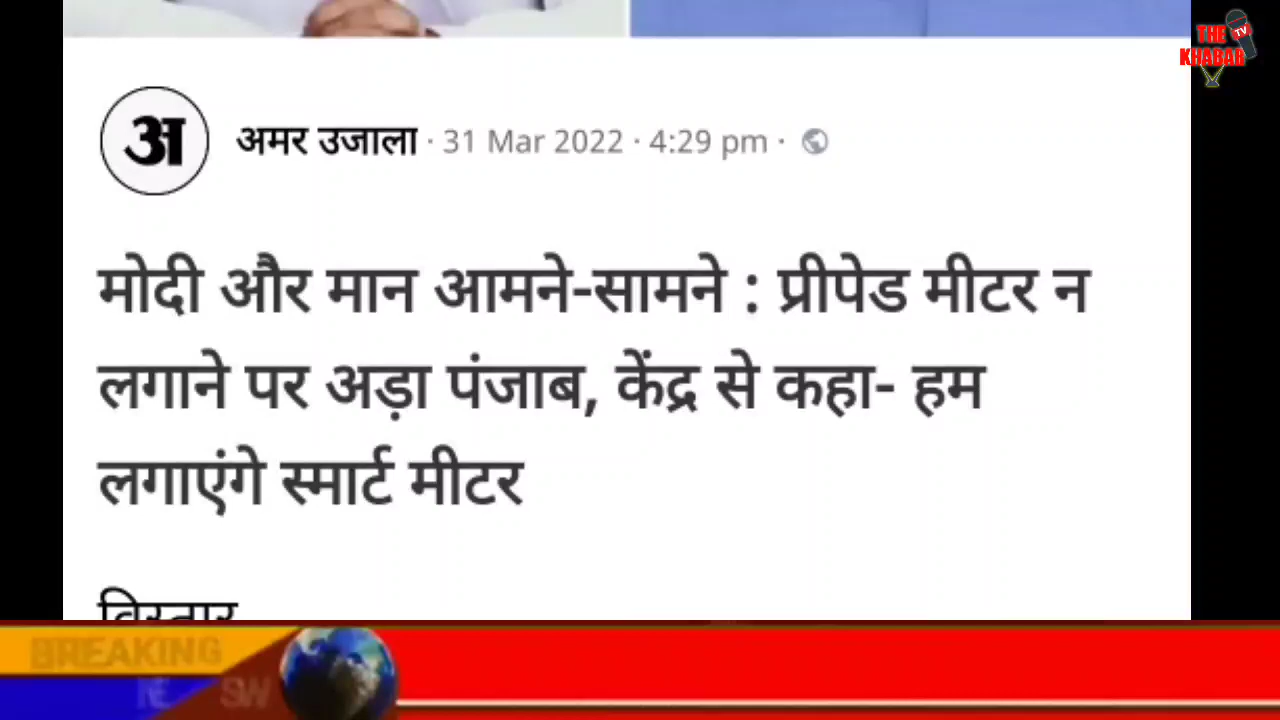 THE
TV
KHABAR
अ
अमर उजाला · 31 Mar 2022 · 4:29 pm ·
मोदी और मान आमने-सामने : प्रीपेड मीटर न
लगाने पर अड़ा पंजाब, केंद्र से कहा- हम
लगाएंगे स्मार्ट मीटर
विस्तार
BREAKING